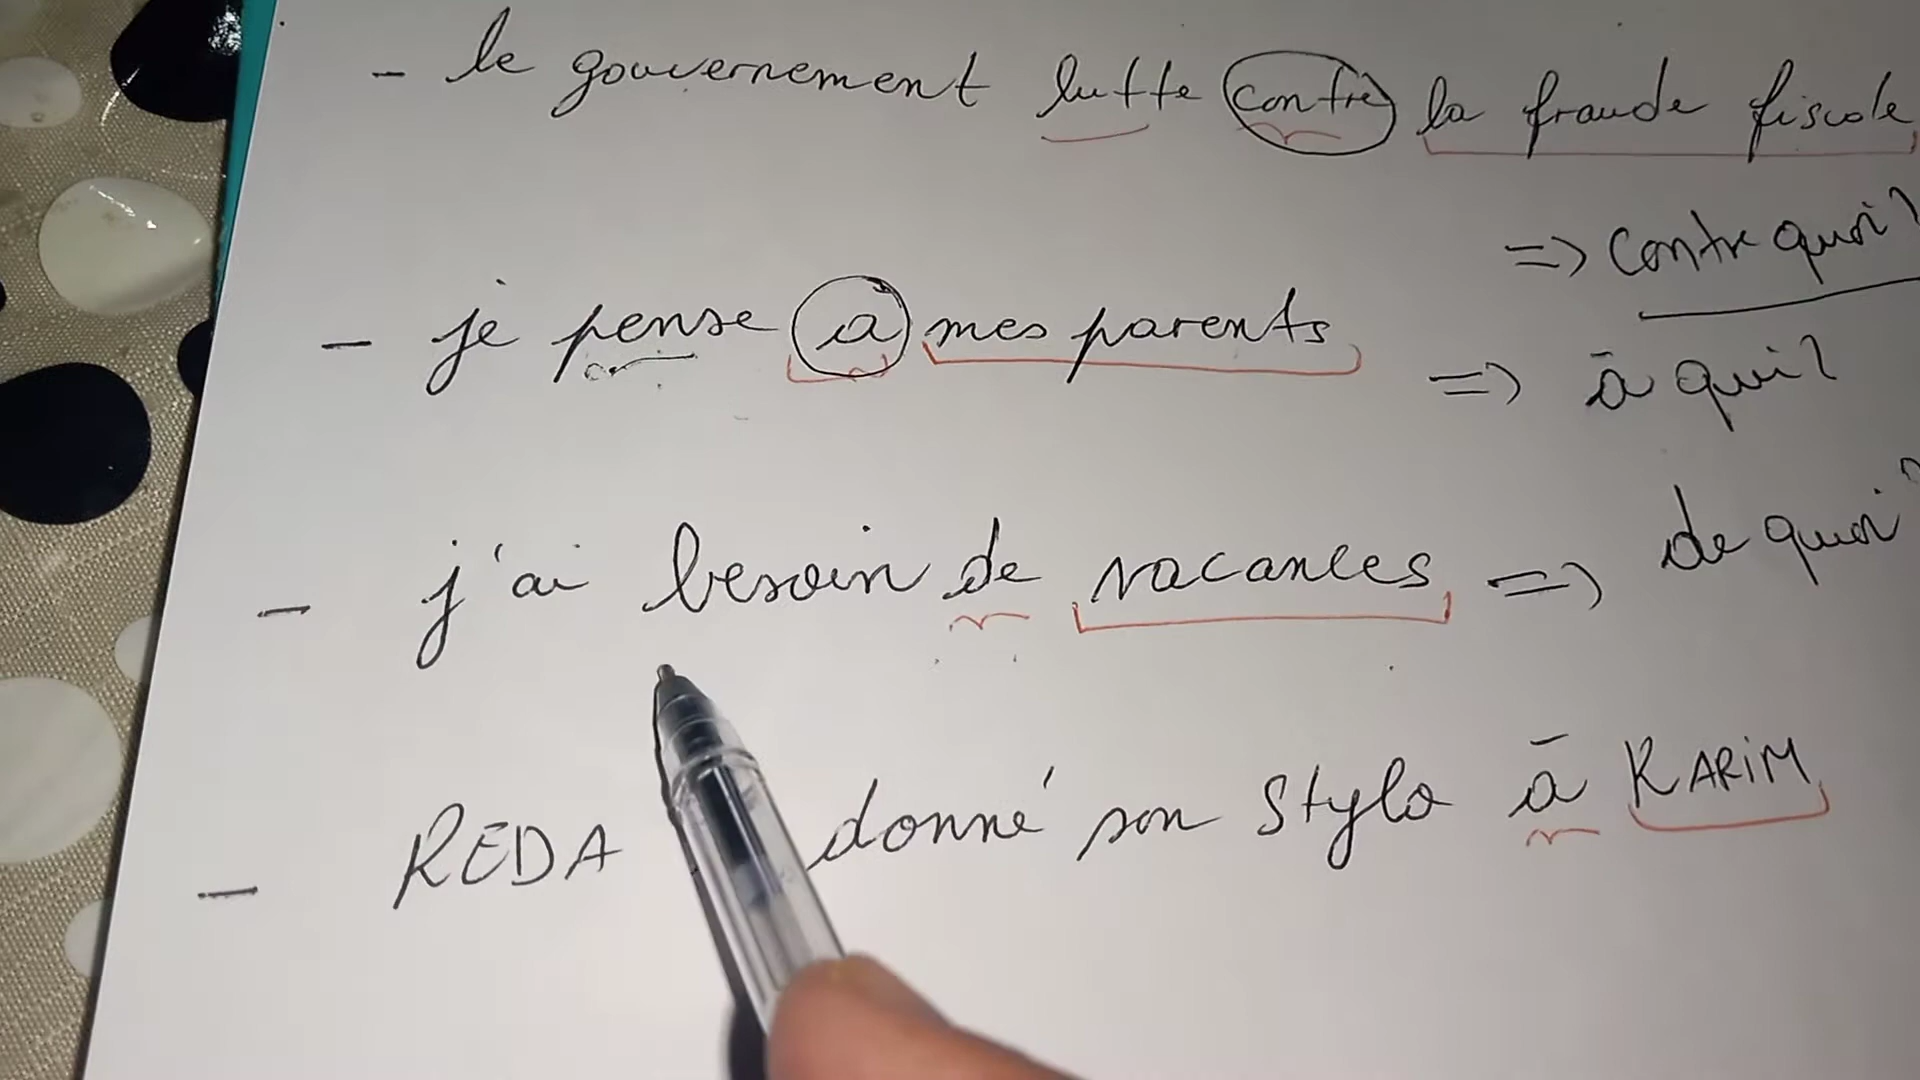 - le gouvernement lutte contre la fraude fiscale
=> Contre quoi?
- je pense à mes parents => à qui?
- j'ai besoin de vacances => de quoi?
- REDA donné son Stylo à KARIM